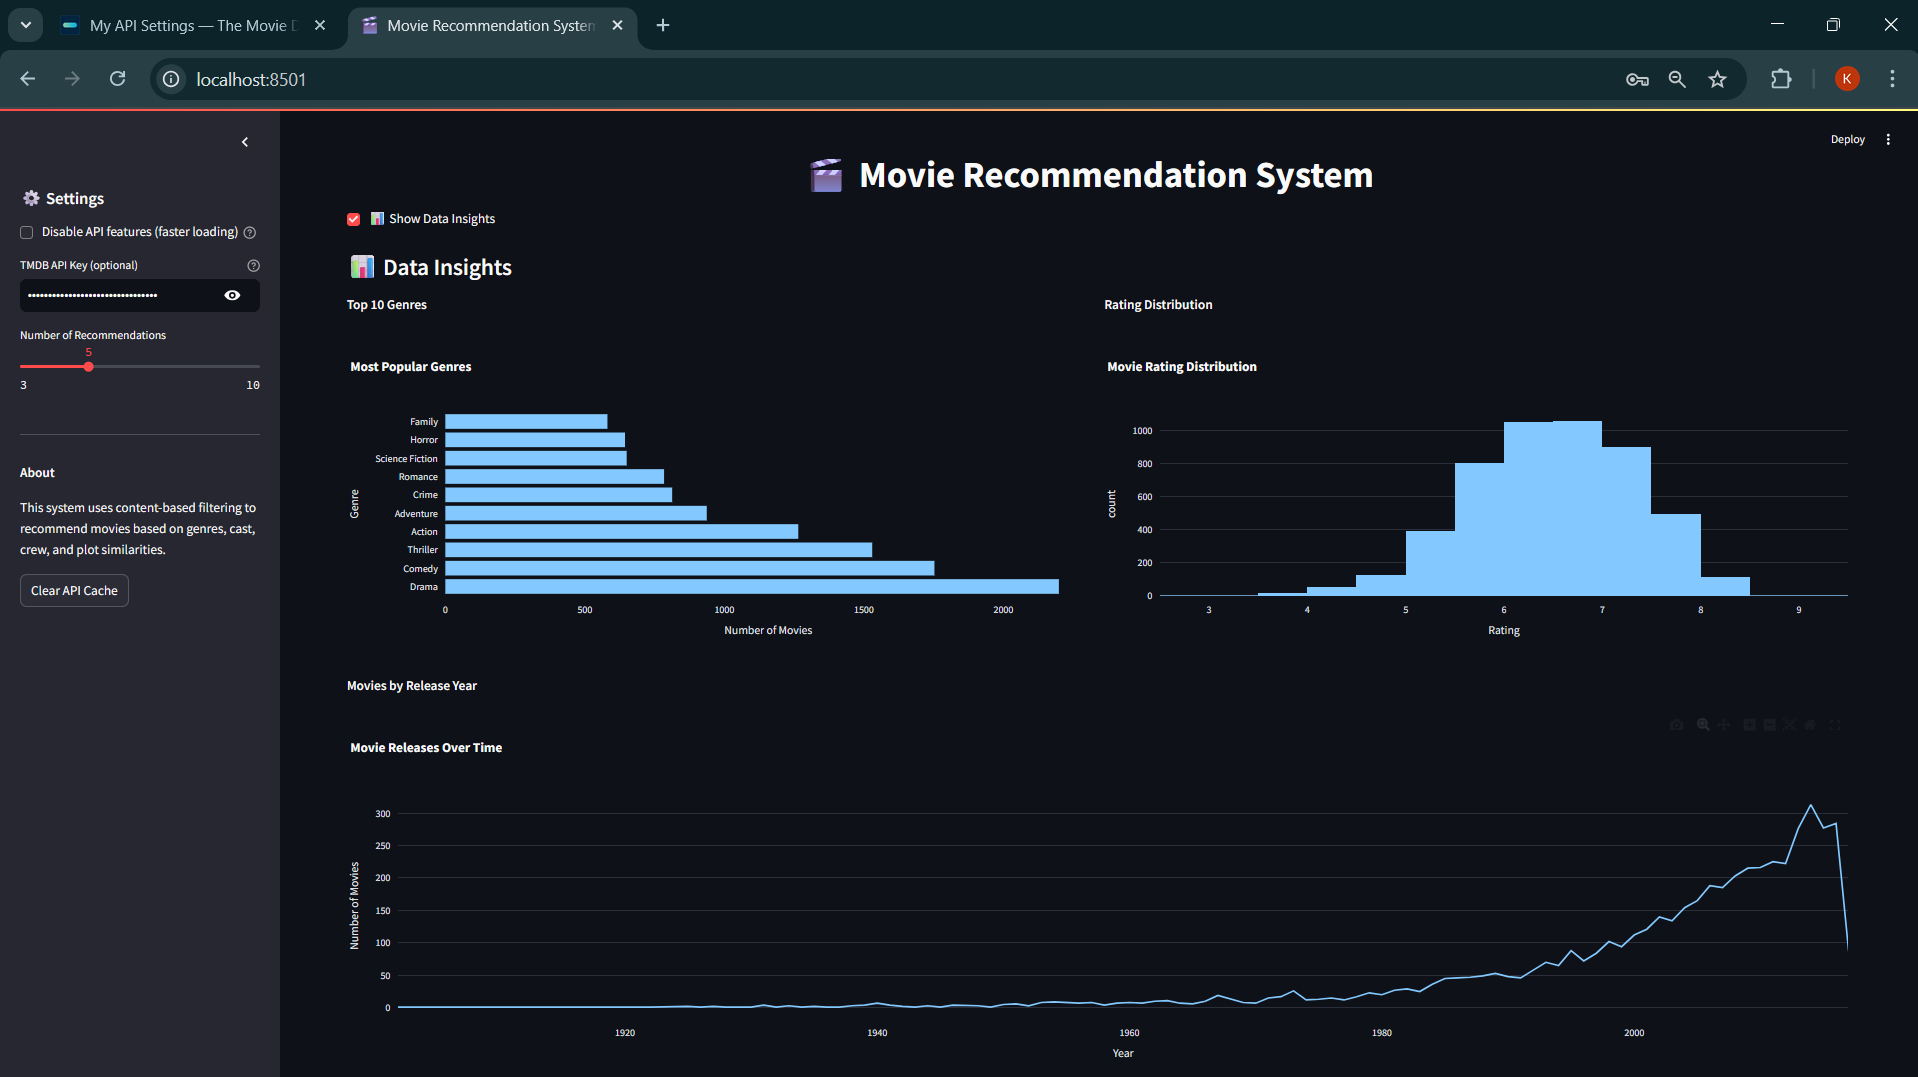 My API Settings — The Movie D
Movie Recommendation System
localhost:8501
K
Deploy
Settings
Disable API features (faster loading)
TMDB API Key (optional)
••••••••••••••••••••••••••••••••
Number of Recommendations
5
3 10
About
This system uses content-based filtering to
recommend movies based on genres, cast,
crew, and plot similarities.
Clear API Cache
Movie Recommendation System
Show Data Insights
Data Insights
Top 10 Genres
Most Popular Genres
Genre
Family
Horror
Science Fiction
Romance
Crime
Adventure
Action
Thriller
Comedy
Drama
0 500 1000 1500 2000
Number of Movies
Rating Distribution
Movie Rating Distribution
count
1000
800
600
400
200
0
3 4 5 6 7 8 9
Rating
Movies by Release Year
Movie Releases Over Time
Number of Movies
300
250
200
150
100
50
0
1920 1940 1960 1980 2000
Year